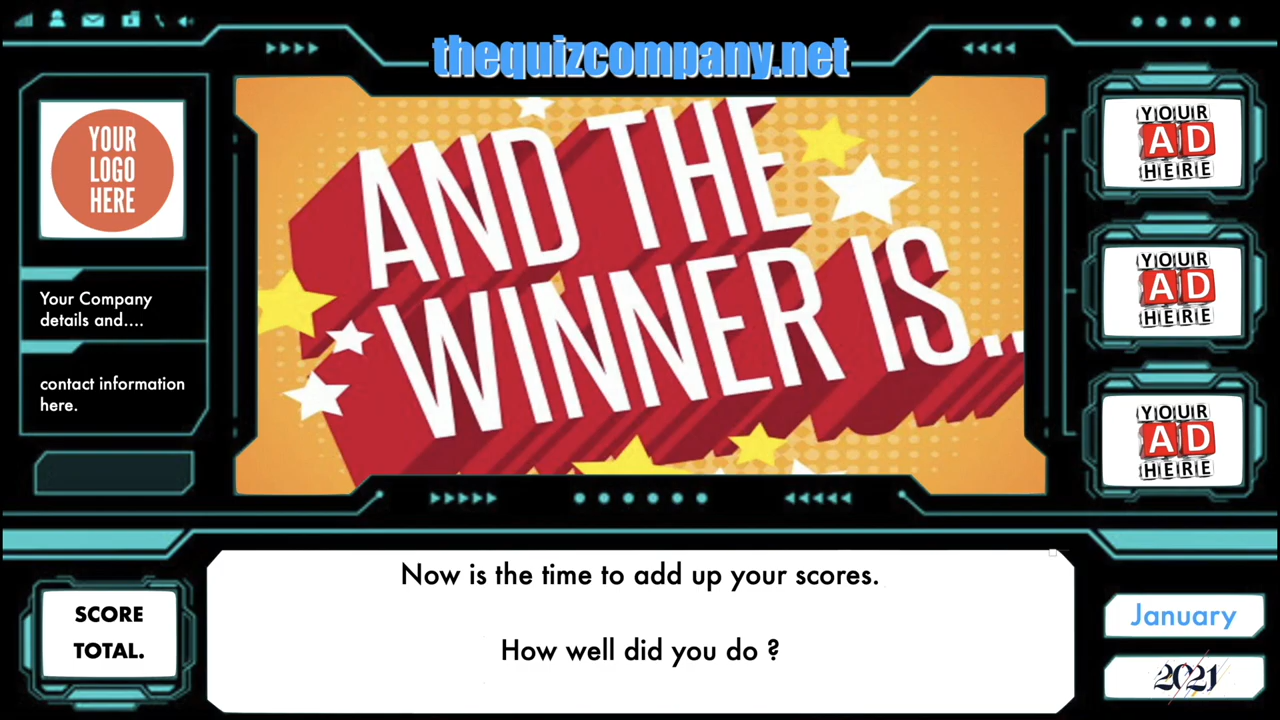 thequizcompany.net
YOUR
LOGO
HERE
Your Company
details and....
contact information
here.
AND THE
WINNER IS..
YOUR
AD
HERE
YOUR
AD
HERE
YOUR
AD
HERE
SCORE
TOTAL.
Now is the time to add up your scores.
How well did you do ?
January
2021